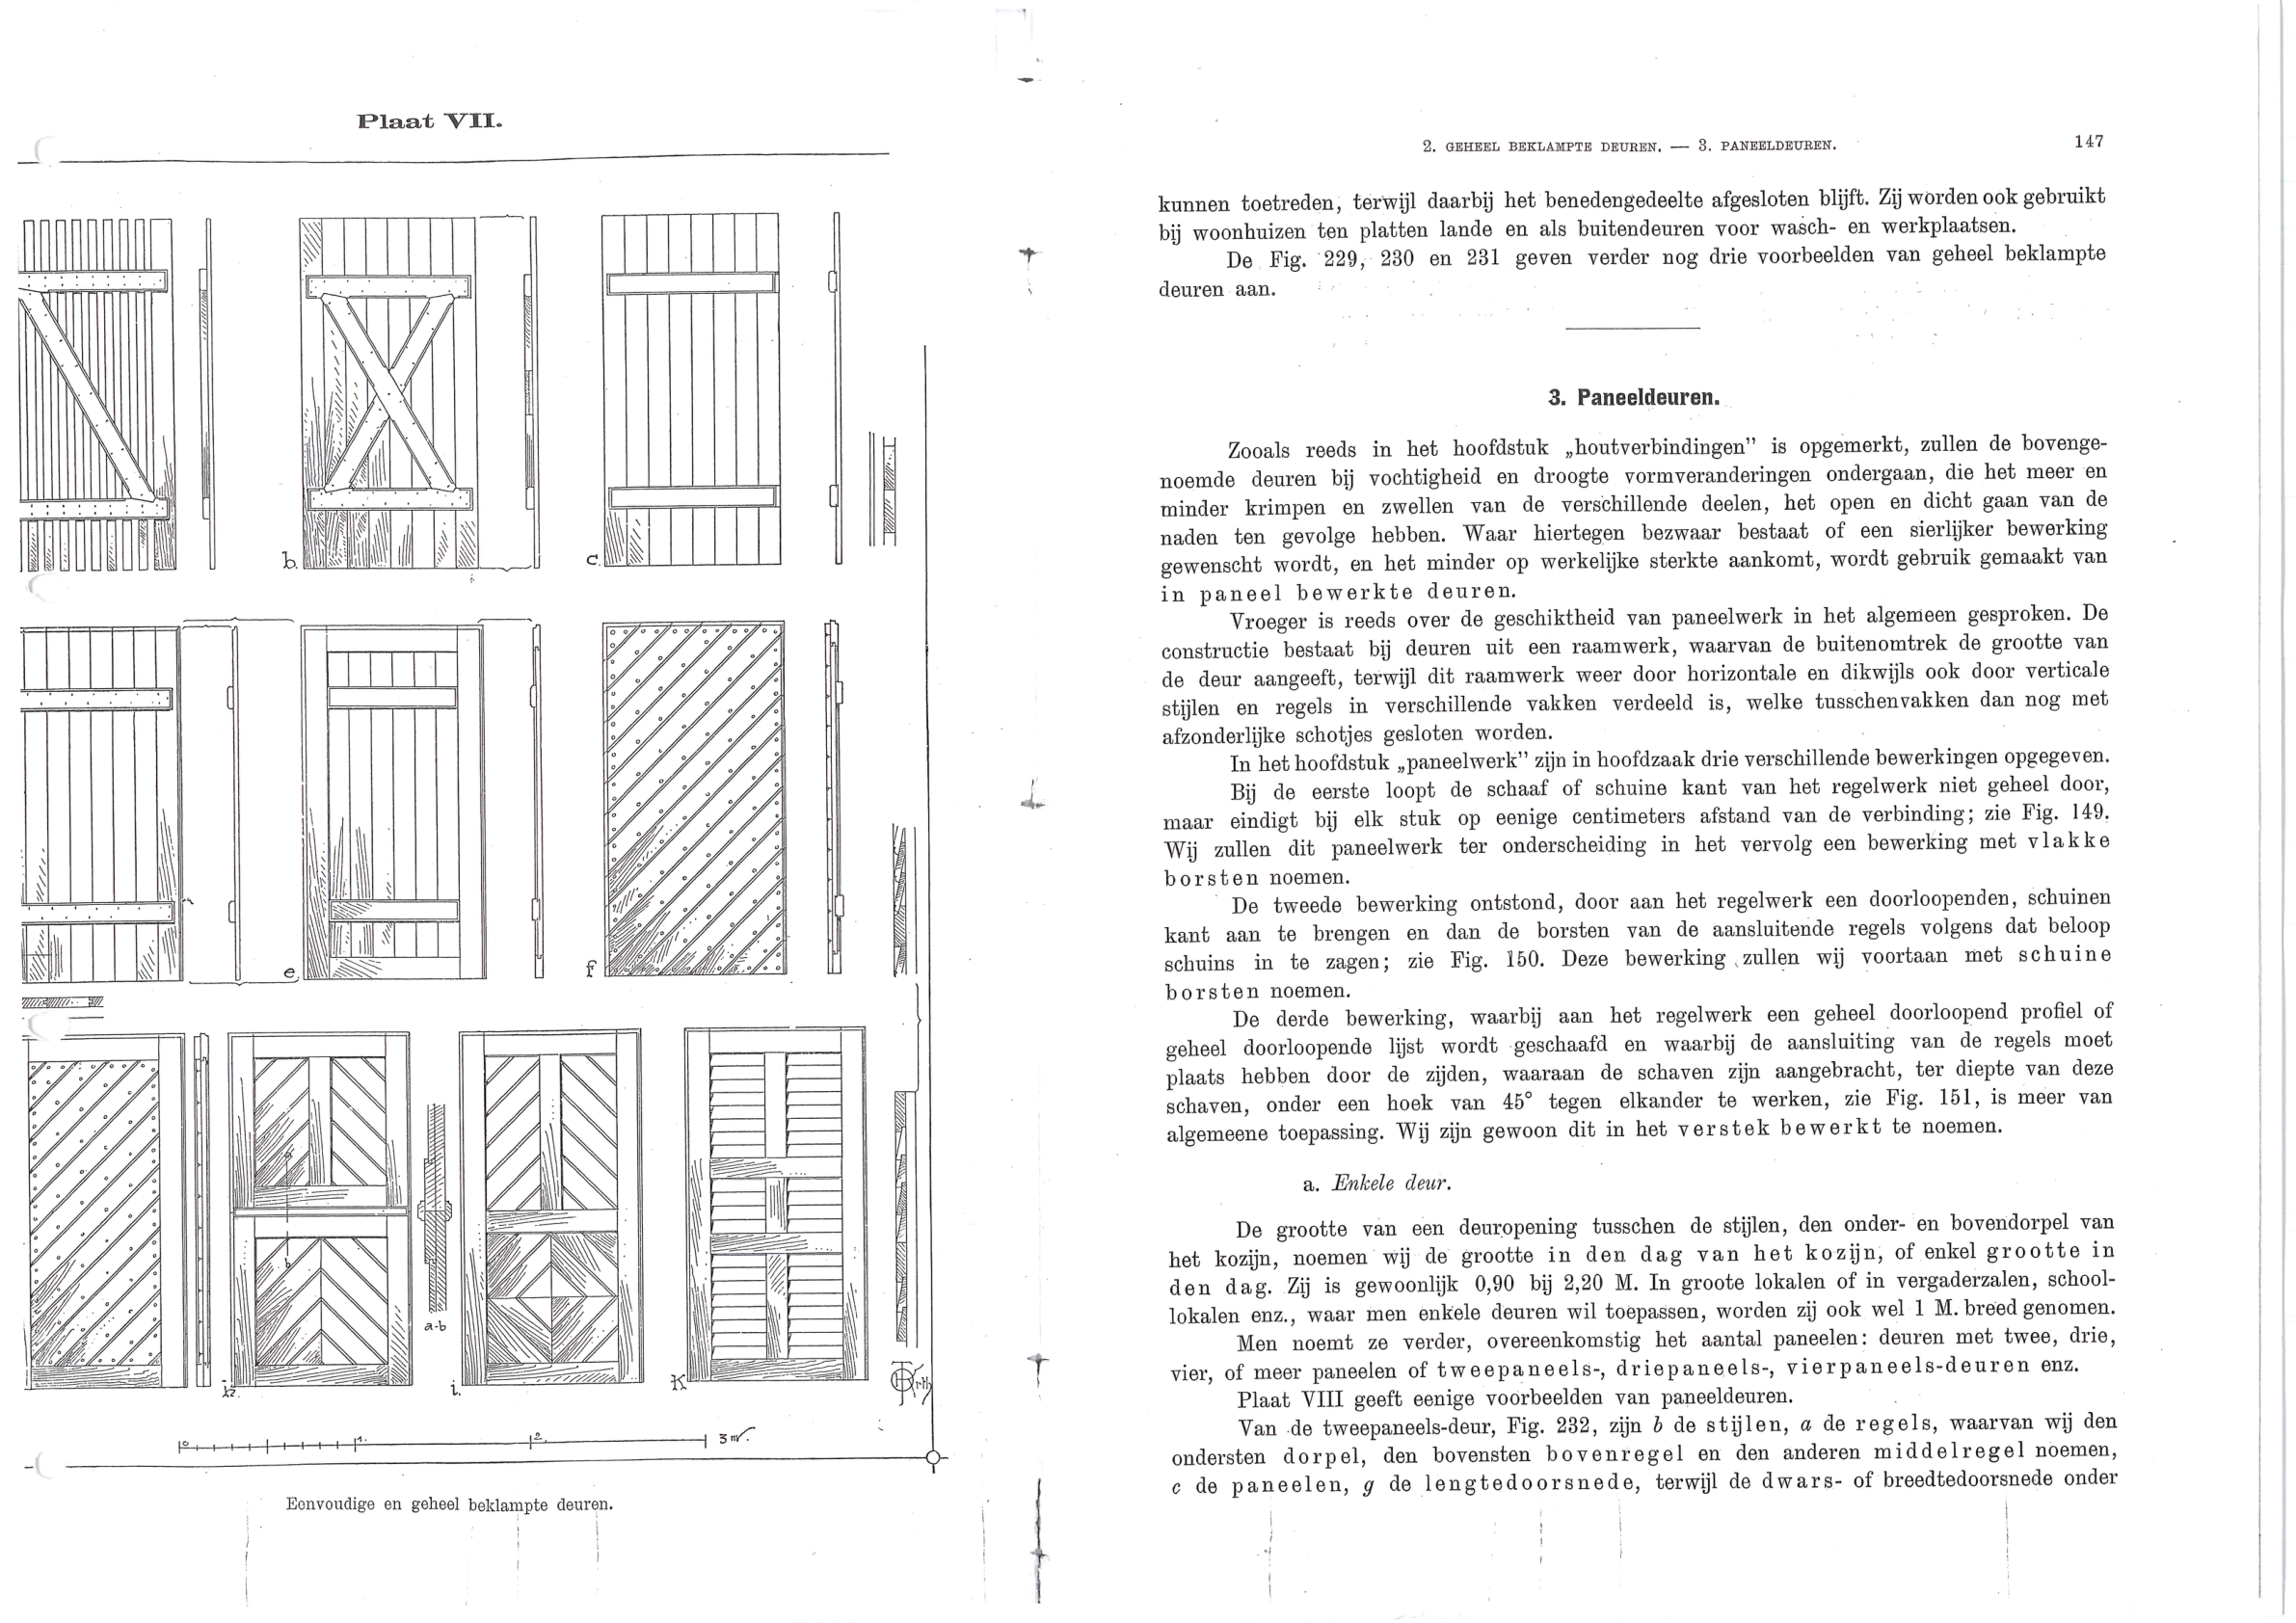 Plaat VII.
b.
c.
e
f
a
b
a-b
h.
i.
K
0
1.
2.
3 M.
Eenvoudige en geheel beklampte deuren.
2. GEHEEL BEKLAMPTE DEUREN. — 3. PANEELDEUREN.
147
kunnen toetreden, terwijl daarbij het benedengedeelte afgesloten blijft. Zij worden ook gebruikt
bij woonhuizen ten platten lande en als buitendeuren voor wasch- en werkplaatsen.
De Fig. 229, 230 en 231 geven verder nog drie voorbeelden van geheel beklampte
deuren aan.
3. Paneeldeuren.
Zooals reeds in het hoofdstuk „houtverbindingen” is opgemerkt, zullen de bovenge-
noemde deuren bij vochtigheid en droogte vormveranderingen ondergaan, die het meer en
minder krimpen en zwellen van de verschillende deelen, het open en dicht gaan van de
naden ten gevolge hebben. Waar hiertegen bezwaar bestaat of een sierlijker bewerking
gewenscht wordt, en het minder op werkelijke sterkte aankomt, wordt gebruik gemaakt van
in paneel bewerkte deuren.
Vroeger is reeds over de geschiktheid van paneelwerk in het algemeen gesproken. De
constructie bestaat bij deuren uit een raamwerk, waarvan de buitenomtrek de grootte van
de deur aangeeft, terwijl dit raamwerk weer door horizontale en dikwijls ook door verticale
stijlen en regels in verschillende vakken verdeeld is, welke tusschenvakken dan nog met
afzonderlijke schotjes gesloten worden.
In het hoofdstuk „paneelwerk” zijn in hoofdzaak drie verschillende bewerkingen opgegeven.
Bij de eerste loopt de schaaf of schuine kant van het regelwerk niet geheel door,
maar eindigt bij elk stuk op eenige centimeters afstand van de verbinding; zie Fig. 149.
Wij zullen dit paneelwerk ter onderscheiding in het vervolg een bewerking met vlakke
borsten noemen.
De tweede bewerking ontstond, door aan het regelwerk een doorloopenden, schuinen
kant aan te brengen en dan de borsten van de aansluitende regels volgens dat beloop
schuins in te zagen; zie Fig. 150. Deze bewerking zullen wij voortaan met schuine
borsten noemen.
De derde bewerking, waarbij aan het regelwerk een geheel doorloopend profiel of
geheel doorloopende lijst wordt geschaafd en waarbij de aansluiting van de regels moet
plaats hebben door de zijden, waaraan de schaven zijn aangebracht, ter diepte van deze
schaven, onder een hoek van 45° tegen elkander te werken, zie Fig. 151, is meer van
algemeene toepassing. Wij zijn gewoon dit in het verstek bewerkt te noemen.
a. Enkele deur.
De grootte van een deuropening tusschen de stijlen, den onder- en bovendorpel van
het kozijn, noemen wij de grootte in den dag van het kozijn, of enkel grootte in
den dag. Zij is gewoonlijk 0,90 bij 2,20 M. In groote lokalen of in vergaderzalen, school-
lokalen enz., waar men enkele deuren wil toepassen, worden zij ook wel 1 M. breed genomen.
Men noemt ze verder, overeenkomstig het aantal paneelen: deuren met twee, drie,
vier, of meer paneelen of tweepaneels-, driepaneels-, vierpaneels-deuren enz.
Plaat VIII geeft eenige voorbeelden van paneeldeuren.
Van de tweepaneels-deur, Fig. 232, zijn b de stijlen, a de regels, waarvan wij den
ondersten dorpel, den bovensten bovenregel en den anderen middelregel noemen,
c de paneelen, g de lengtedoorsnede, terwijl de dwars- of breedtedoorsnede onder